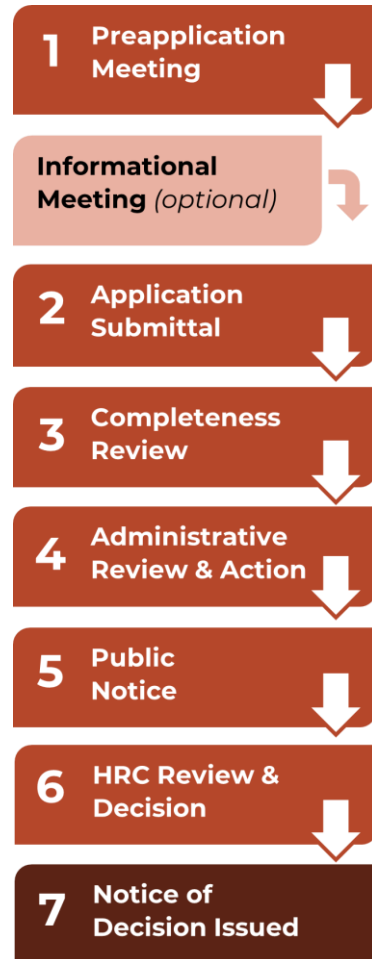 1 Preapplication
Meeting
Informational
Meeting (optional)
2 Application
Submittal
3 Completeness
Review
4 Administrative
Review & Action
5 Public
Notice
6 HRC Review &
Decision
7 Notice of
Decision Issued